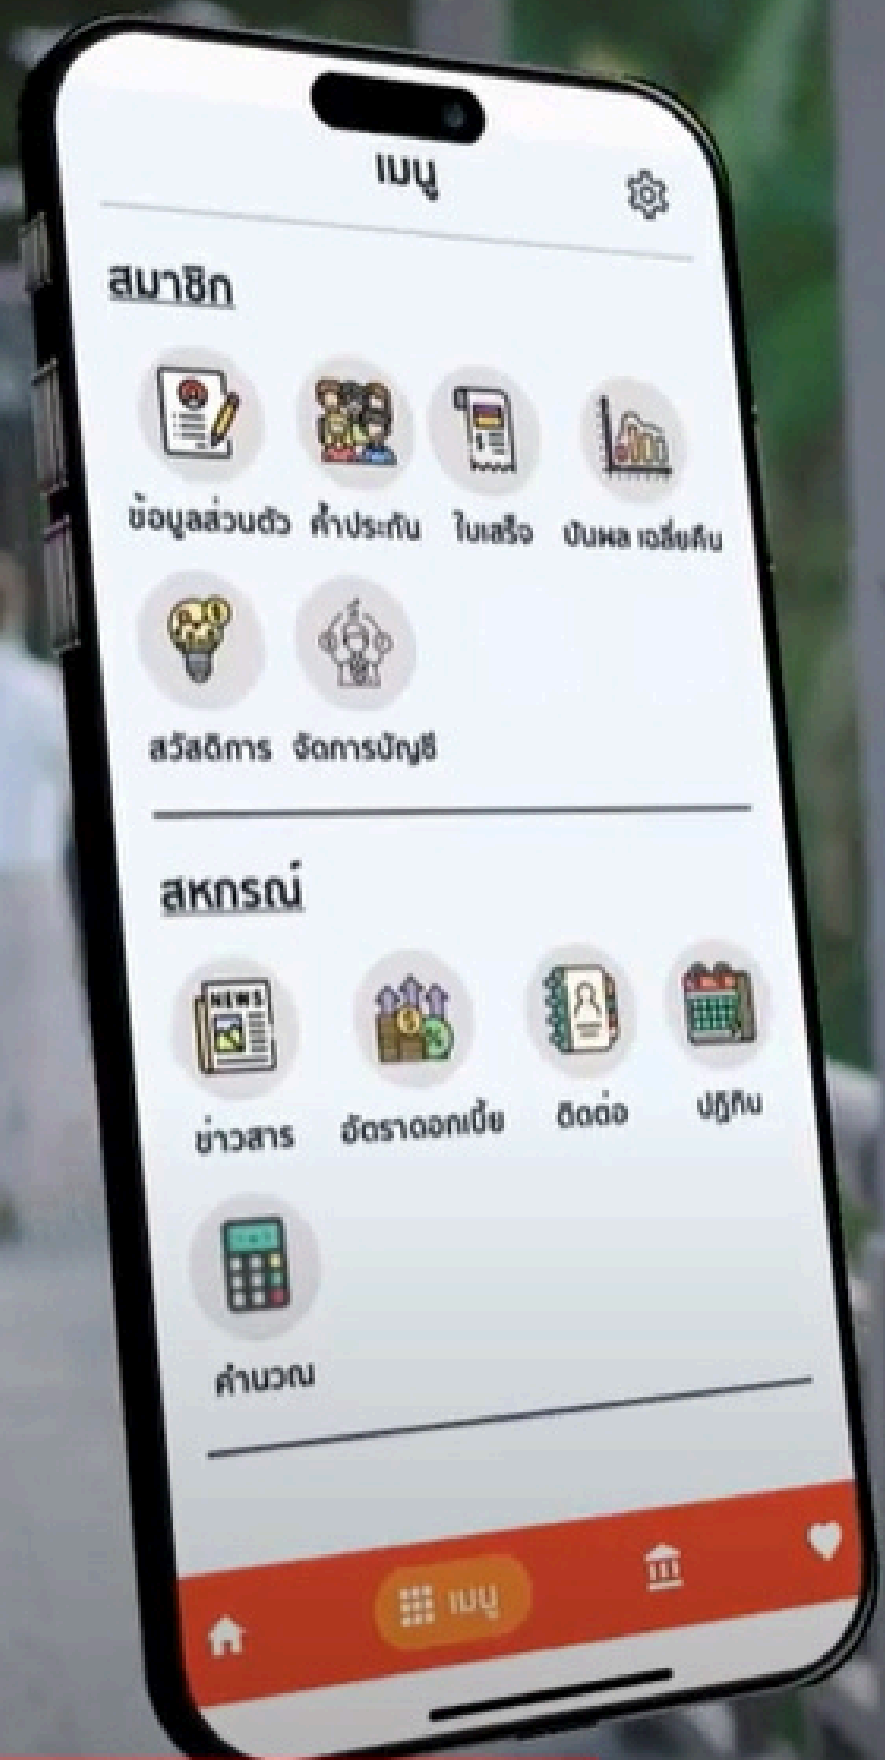 เมนู
สมาชิก
ข้อมูลส่วนตัว ค้ำประกัน ใบเสร็จ ปันผล เฉลี่ยคืน
สวัสดิการ จัดการบัญชี
สหกรณ์
NEWS
ข่าวสาร อัตราดอกเบี้ย ติดต่อ ปฏิทิน
คำนวณ
เมนู